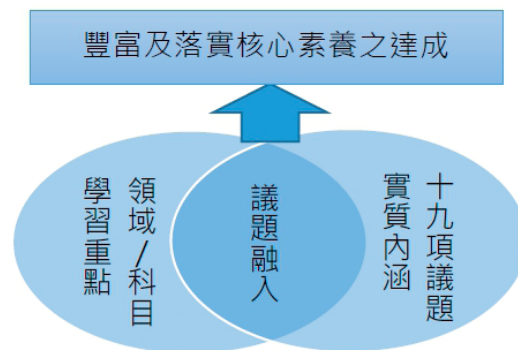 豐富及落實核心素養之達成
領域/科目
學習重點
議題融入
十九項議題
實質內涵